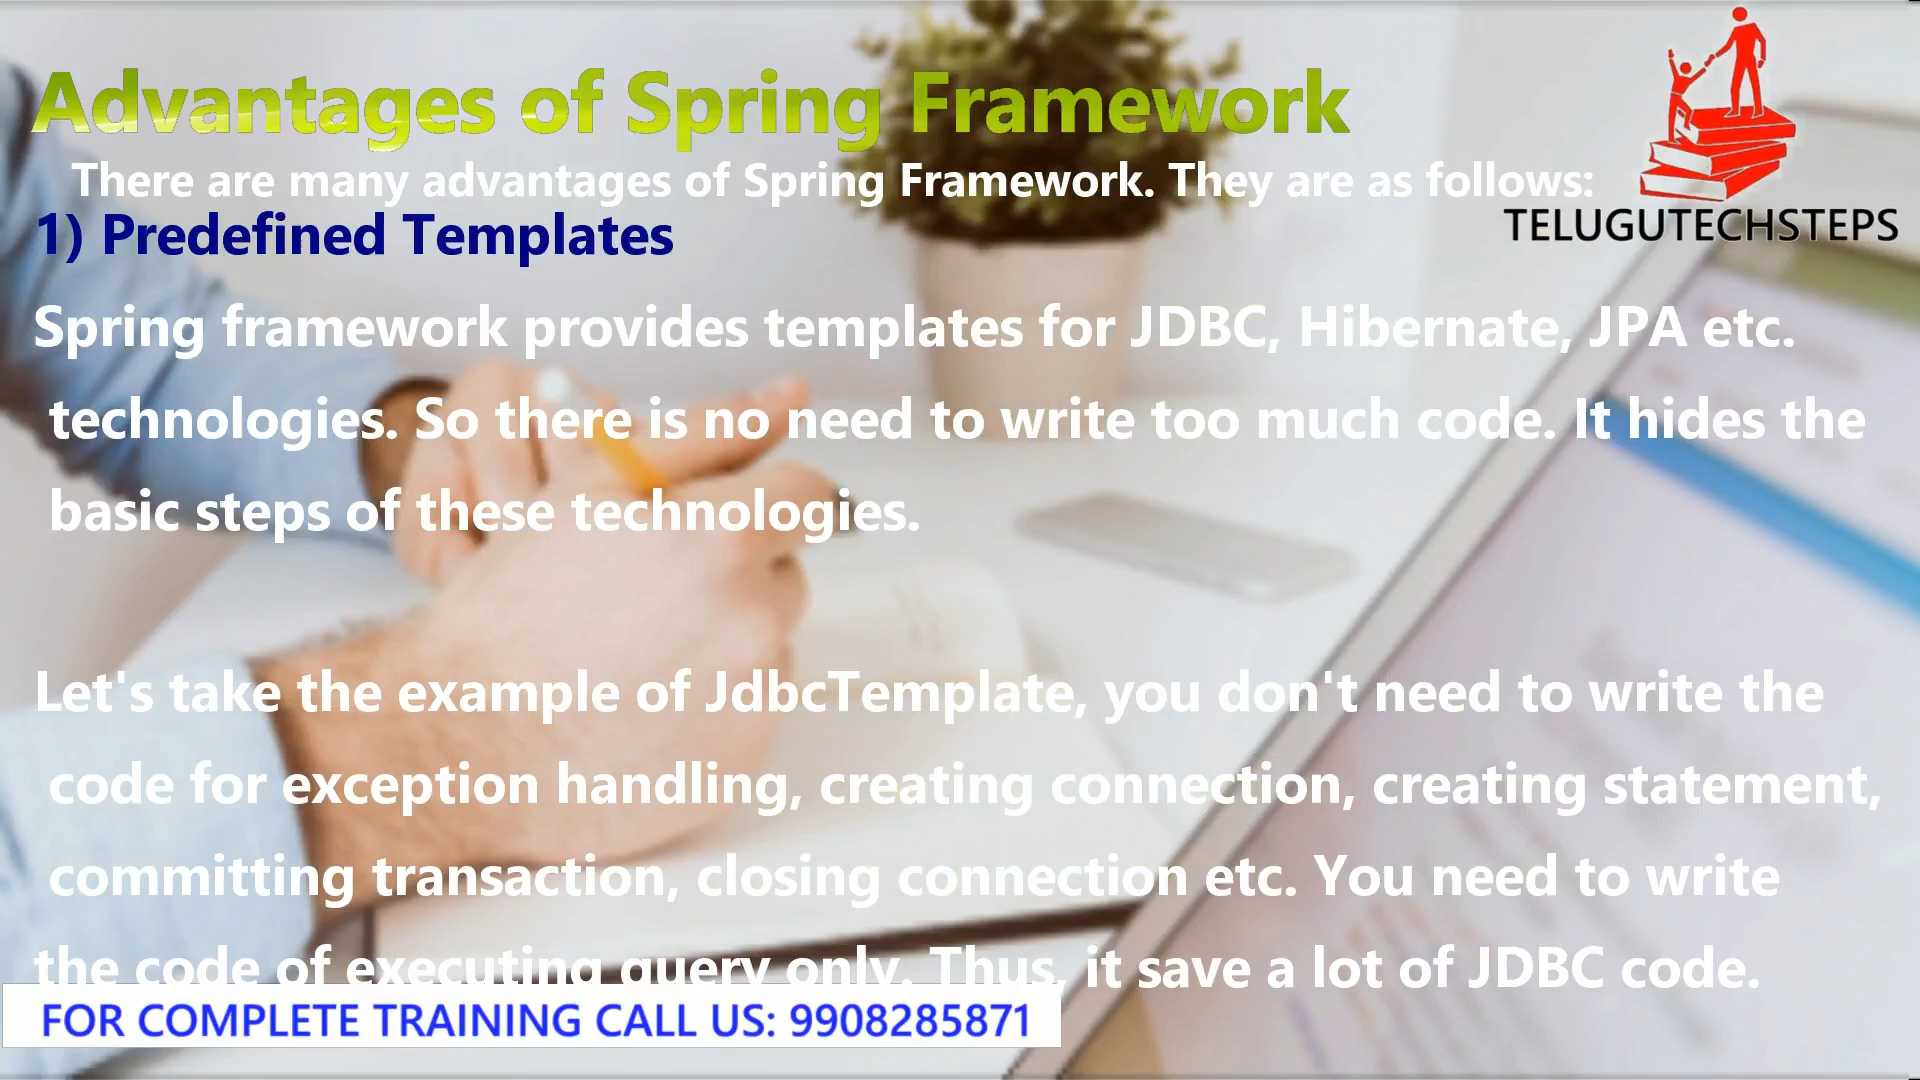 Advantages of Spring Framework
There are many advantages of Spring Framework. They are as follows:
TELUGUTECHSTEPS
1) Predefined Templates
Spring framework provides templates for JDBC, Hibernate, JPA etc.
technologies. So there is no need to write too much code. It hides the
basic steps of these technologies.
Let's take the example of JdbcTemplate, you don't need to write the
code for exception handling, creating connection, creating statement,
committing transaction, closing connection etc. You need to write
the code of executing query only. Thus, it save a lot of JDBC code.
FOR COMPLETE TRAINING CALL US: 9908285871